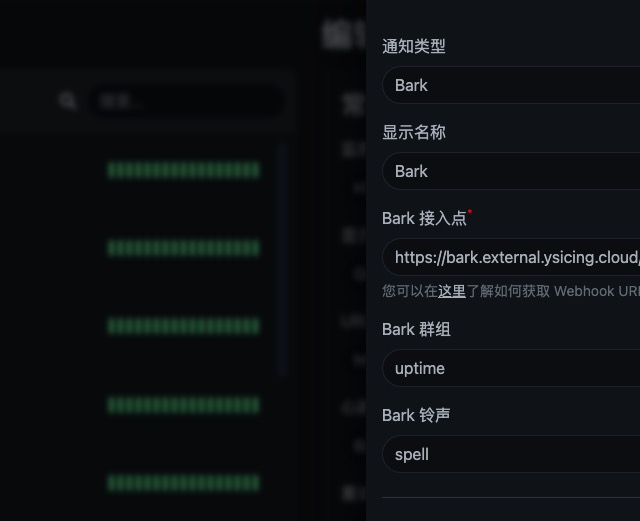 通知类型
Bark
显示名称
Bark
Bark 接入点*
https://bark.external.ysicing.cloud/
您可以在这里了解如何获取 Webhook URL
Bark 群组
uptime
Bark 铃声
spell